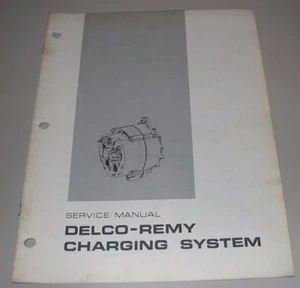 SERVICE MANUAL
DELCO-REMY
CHARGING SYSTEM